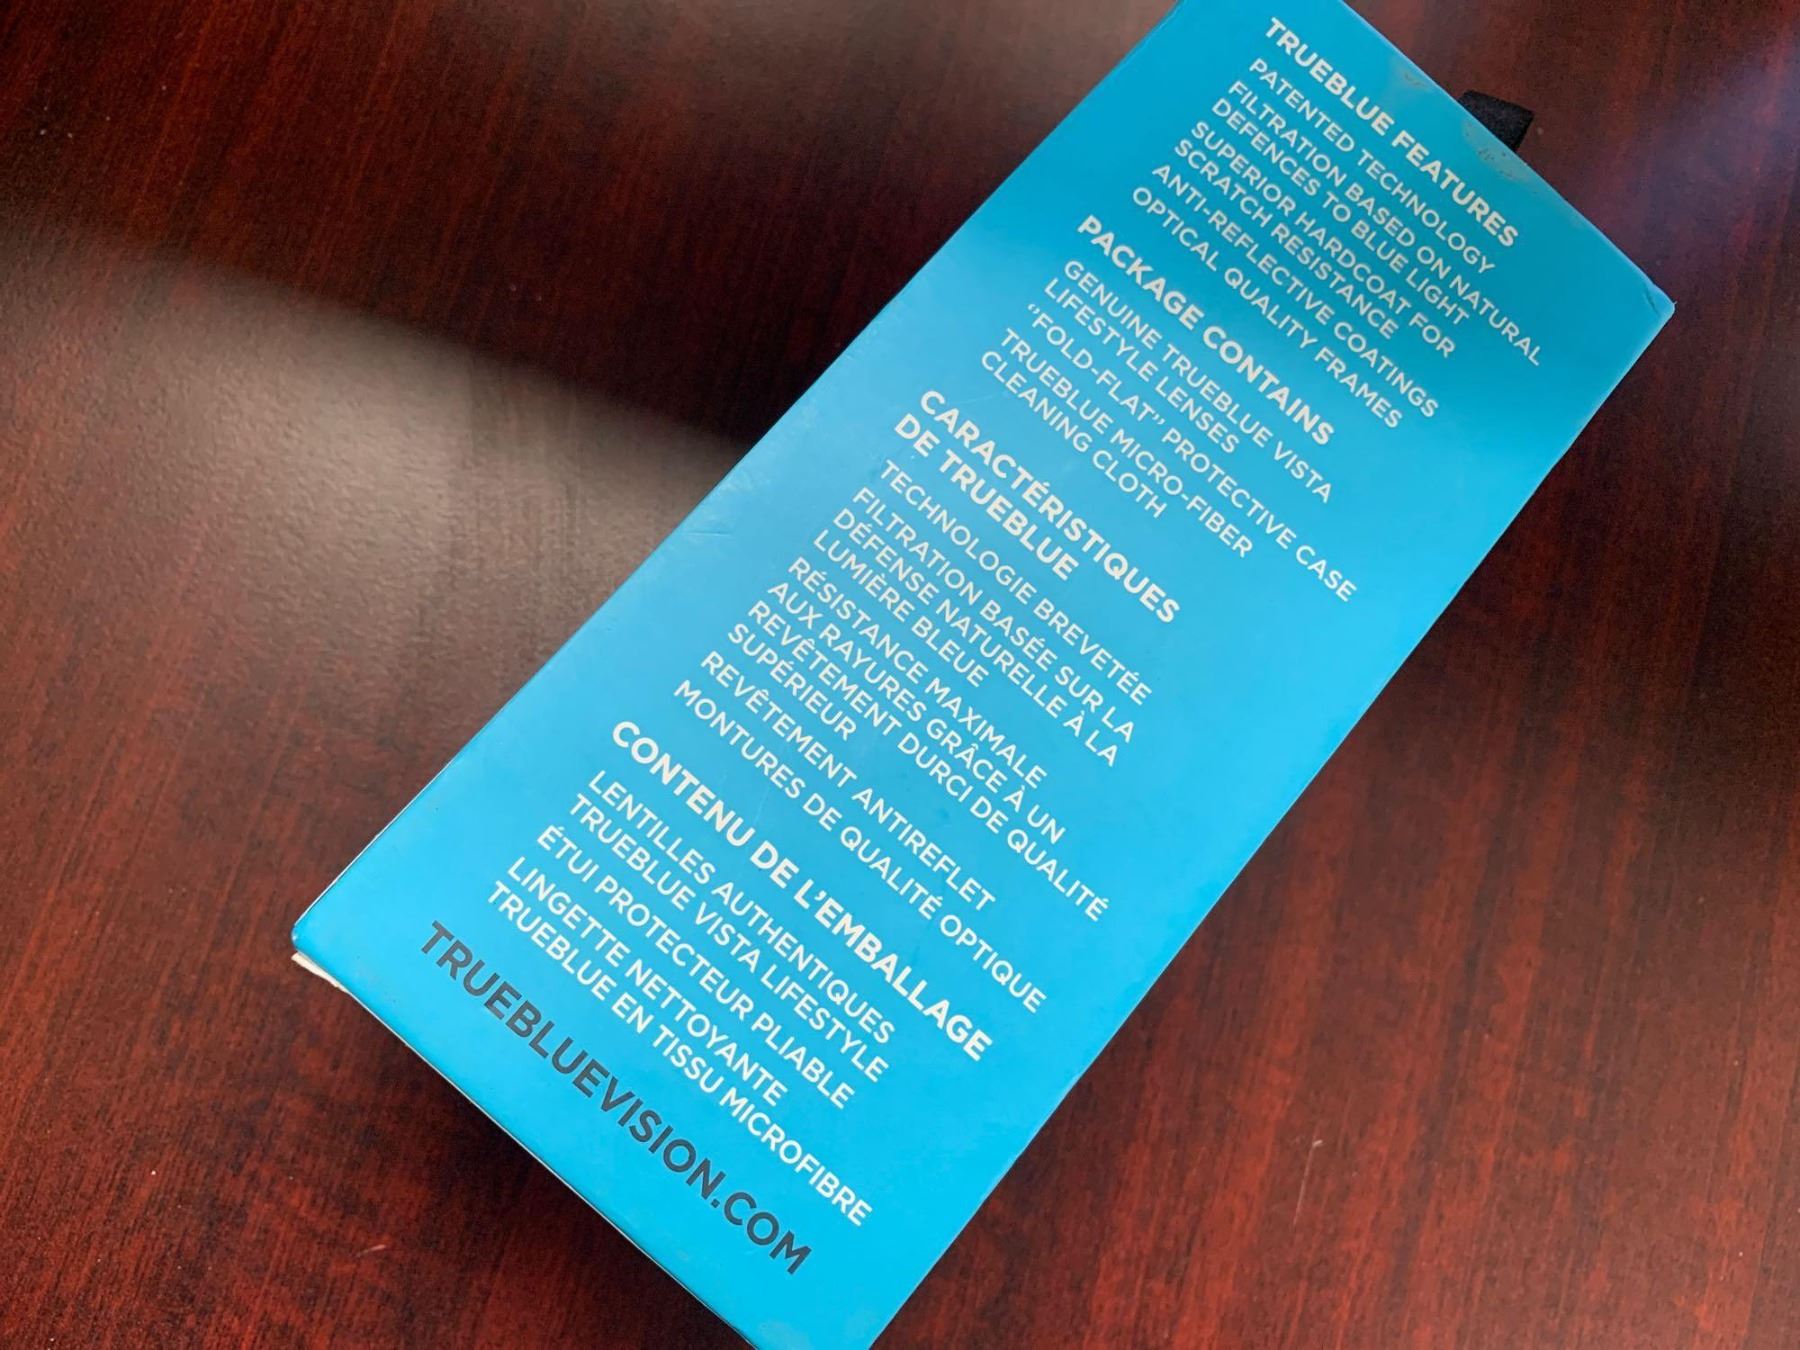 TRUEBLUE FEATURES
PATENTED TECHNOLOGY
FILTRATION BASED ON NATURAL
DEFENCES TO BLUE LIGHT
SUPERIOR HARDCOAT FOR
SCRATCH RESISTANCE
ANTI-REFLECTIVE COATINGS
OPTICAL QUALITY FRAMES
PACKAGE CONTAINS
GENUINE TRUEBLUE VISTA
LIFESTYLE LENSES
"FOLD-FLAT" PROTECTIVE CASE
TRUEBLUE MICRO-FIBER
CLEANING CLOTH
CARACTÉRISTIQUES
DE TRUEBLUE
TECHNOLOGIE BREVETÉE
FILTRATION BASÉE SUR LA
DÉFENSE NATURELLE À LA
LUMIÈRE BLEUE
RÉSISTANCE MAXIMALE
AUX RAYURES GRÂCE À UN
REVÊTEMENT DURCI DE QUALITÉ
SUPÉRIEUR
REVÊTEMENT ANTIREFLET
MONTURES DE QUALITÉ OPTIQUE
CONTENU DE L'EMBALLAGE
LENTILLES AUTHENTIQUES
TRUEBLUE VISTA LIFESTYLE
ÉTUI PROTECTEUR PLIABLE
LINGETTE NETTOYANTE
TRUEBLUE EN TISSU MICROFIBRE
TRUEBLUEVISION.COM